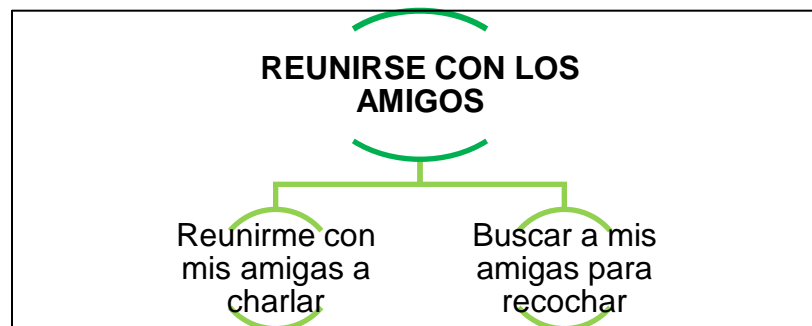 REUNIRSE CON LOS
AMIGOS
Reunirme con
mis amigas a
charlar
Buscar a mis
amigas para
recochar